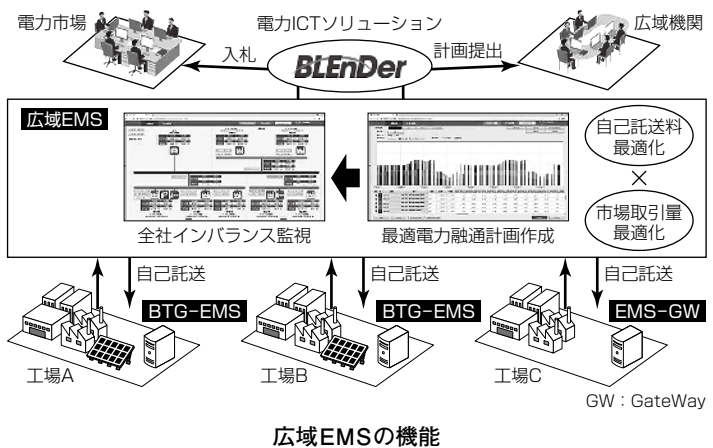 電力市場
電力ICTソリューション
広域機関
入札
BLEnDer
計画提出
広域EMS
自己託送料
最適化
×
市場取引量
最適化
全社インバランス監視
最適電力融通計画作成
自己託送
自己託送
自己託送
BTG-EMS
BTG-EMS
EMS-GW
工場A
工場B
工場C
GW：GateWay
広域EMSの機能